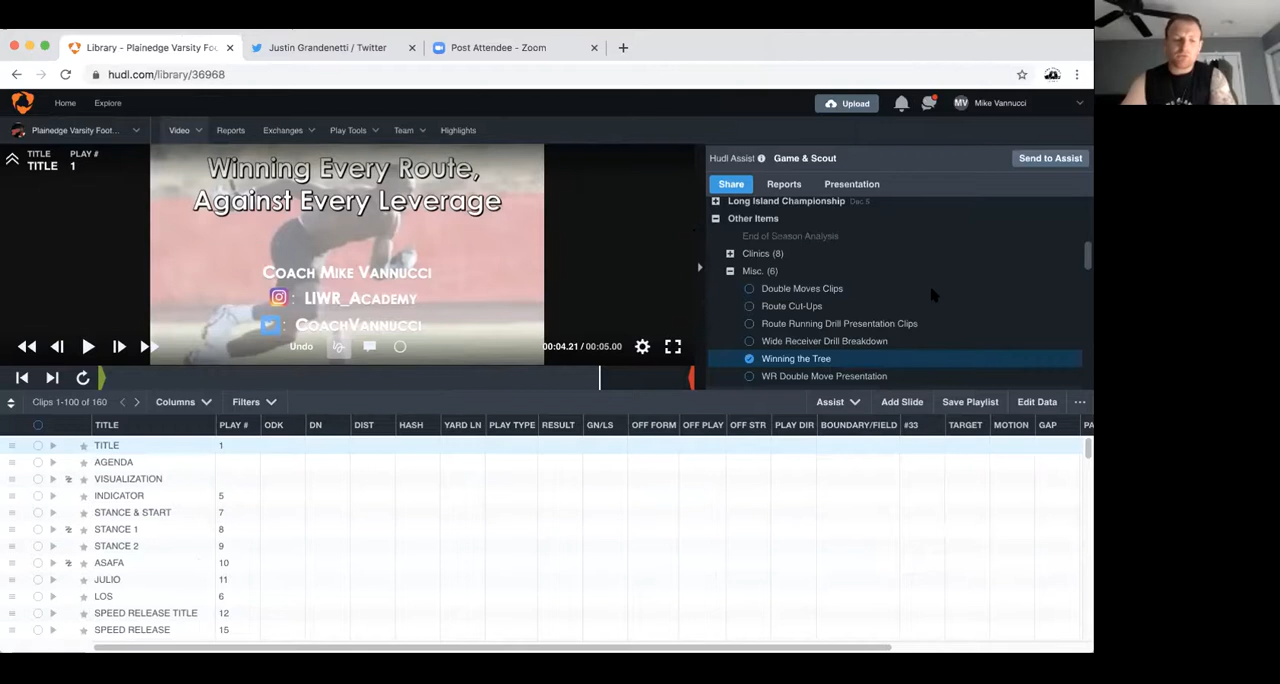 Library - Plainedge Varsity Foo
Justin Grandenetti / Twitter
Post Attendee - Zoom
hudl.com/library/36968
Home
Explore
Upload
MV
Mike Vannucci
Plainedge Varsity Foot...
Video
Reports
Exchanges
Play Tools
Team
Highlights
TITLE PLAY #
TITLE 1
Winning Every Route,
Against Every Leverage
Coach Mike Vannucci
: LIWR_Academy
: CoachVannucci
Undo
00:04.21 / 00:05.00
Hudl Assist
Game & Scout
Send to Assist
Share
Reports
Presentation
Long Island Championship Dec 5
Other Items
End of Season Analysis
Clinics (8)
Misc. (6)
Double Moves Clips
Route Cut-Ups
Route Running Drill Presentation Clips
Wide Receiver Drill Breakdown
Winning the Tree
WR Double Move Presentation
Clips 1-100 of 160
Columns
Filters
Assist
Add Slide
Save Playlist
Edit Data
TITLE PLAY # ODK DN DIST HASH YARD LN PLAY TYPE RESULT GN/LS OFF FORM OFF PLAY OFF STR PLAY DIR BOUNDARY/FIELD #33 TARGET MOTION GAP PA
TITLE 1
AGENDA
VISUALIZATION
INDICATOR 5
STANCE & START 7
STANCE 1 8
STANCE 2 9
ASAFA 10
JULIO 11
LOS 6
SPEED RELEASE TITLE 12
SPEED RELEASE 15